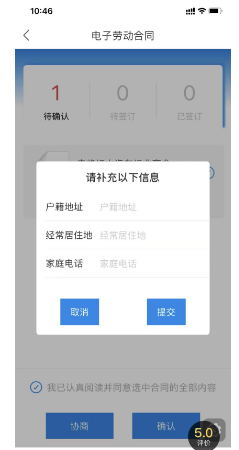 10:46
电子劳动合同
1
0
0
待确认
待签订
已签订
请补充以下信息
户籍地址 户籍地址
经常居住地 经常居住地
家庭电话 家庭电话
取消
提交
我已认真阅读并同意选中合同的全部内容
协商
确认
5.0
评价